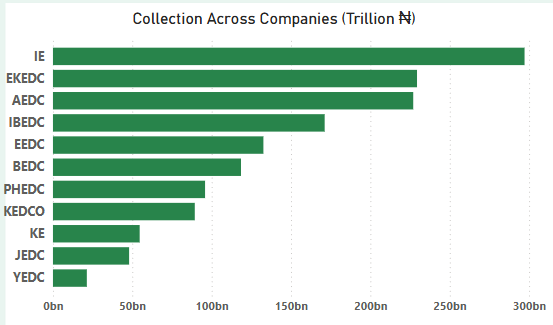 Collection Across Companies (Trillion ₦)
IE
EKEDC
AEDC
IBEDC
EEDC
BEDC
PHEDC
KEDCO
KE
JEDC
YEDC
0bn 50bn 100bn 150bn 200bn 250bn 300bn